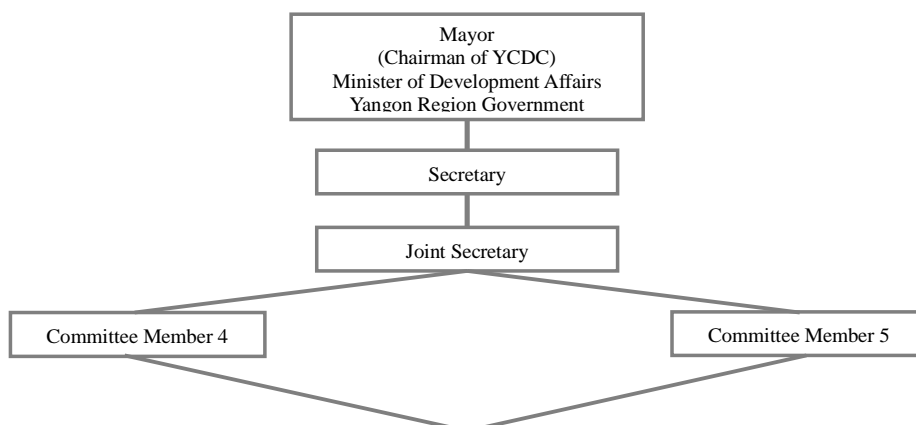 Mayor
(Chairman of YCDC)
Minister of Development Affairs
Yangon Region Government
Secretary
Joint Secretary
Committee Member 4
Committee Member 5